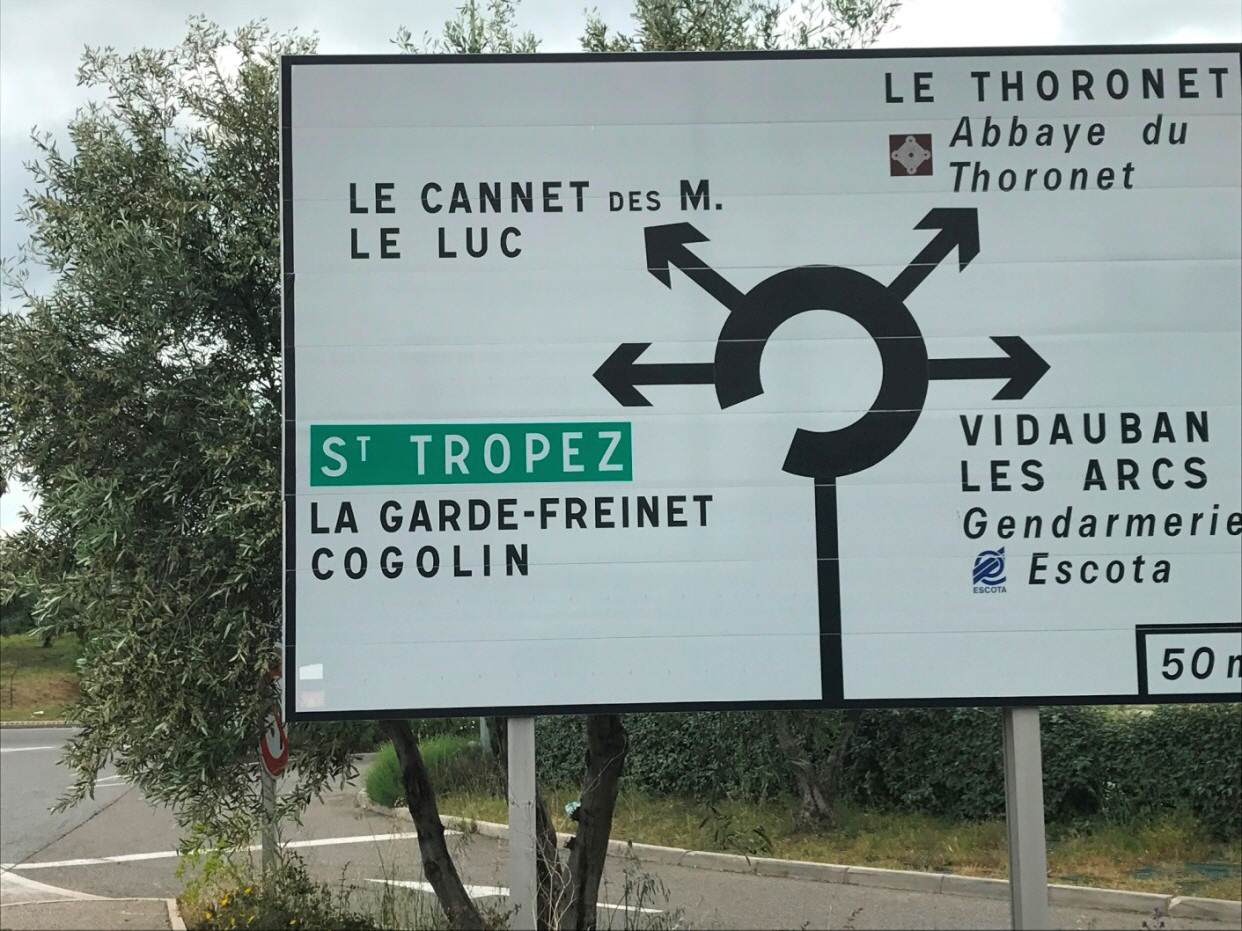 LE THORONET
Abbaye du
Thoronet
LE CANNET DES M.
LE LUC
ST TROPEZ
LA GARDE-FREINET
COGOLIN
VIDAUBAN
LES ARCS
Gendarmerie
ESCOTA
Escota
50 m